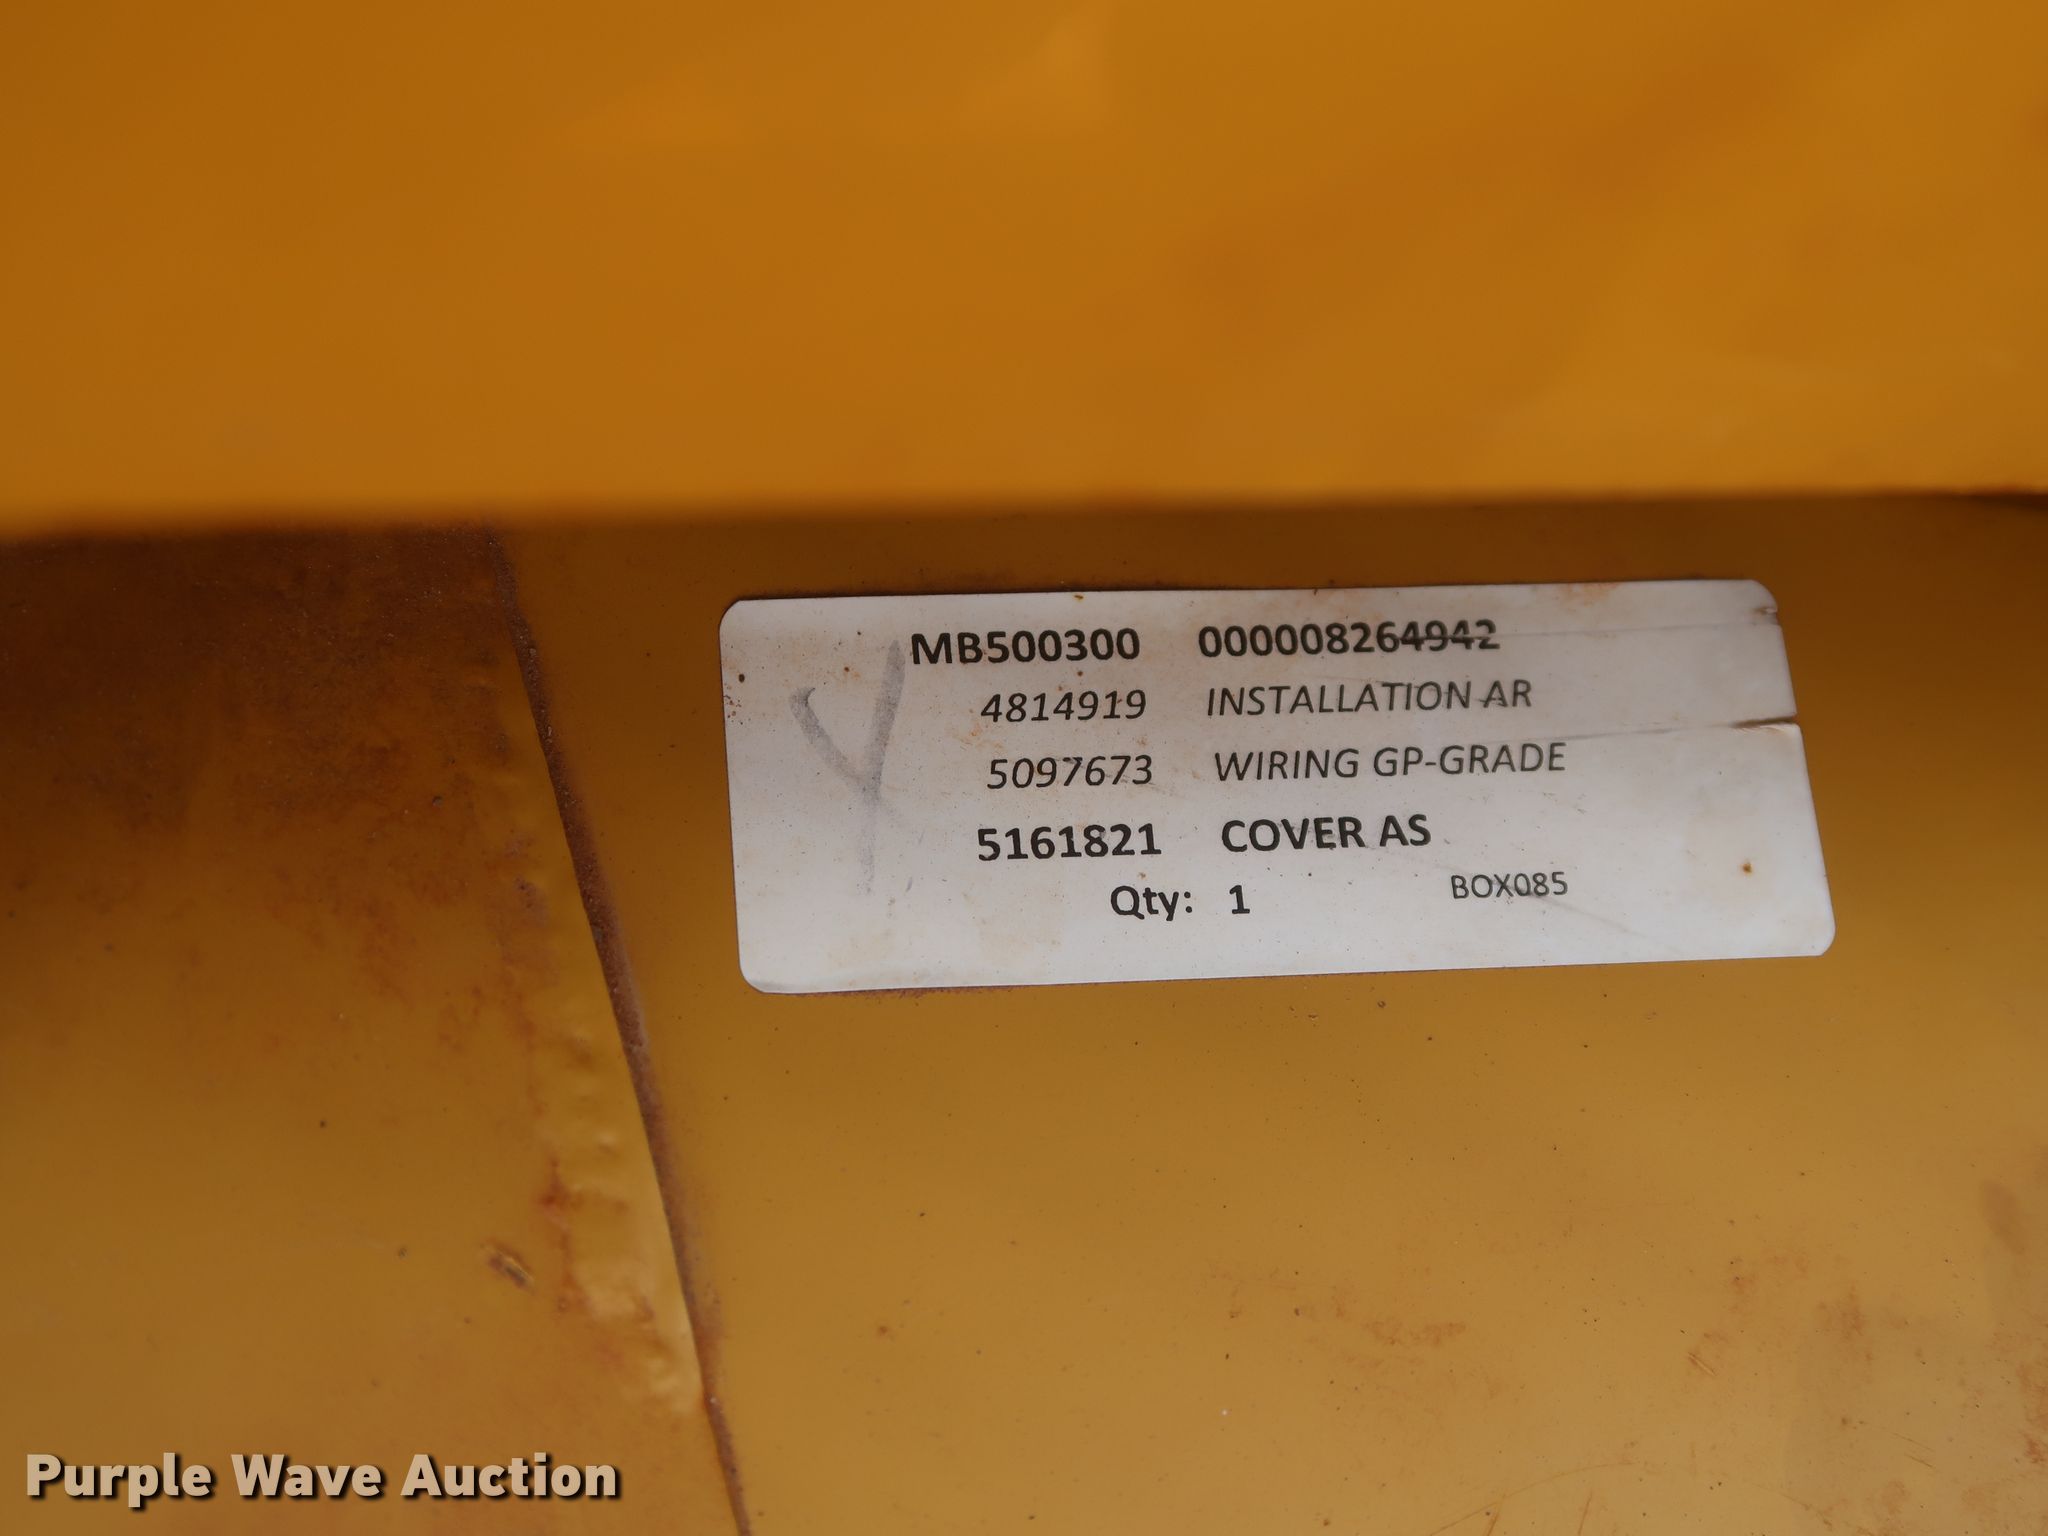 MB500300 000008264942
4814919 INSTALLATION AR
5097673 WIRING GP-GRADE
5161821 COVER AS
Qty: 1 BOX085
Y
Purple Wave Auction